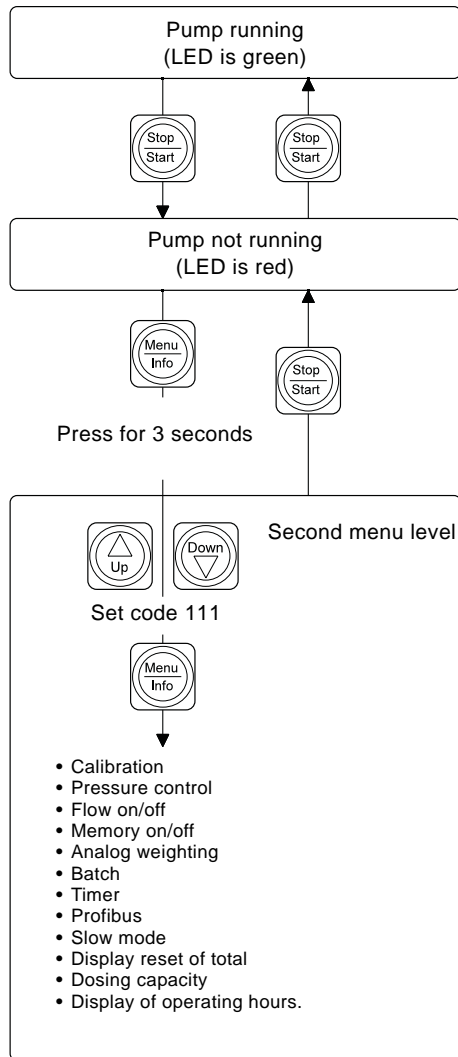 Pump running
(LED is green)
Stop
Start
Stop
Start
Pump not running
(LED is red)
Menu
Info
Stop
Start
Press for 3 seconds
Second menu level
Up
Down
Set code 111
Menu
Info
• Calibration
• Pressure control
• Flow on/off
• Memory on/off
• Analog weighting
• Batch
• Timer
• Profibus
• Slow mode
• Display reset of total
• Dosing capacity
• Display of operating hours.